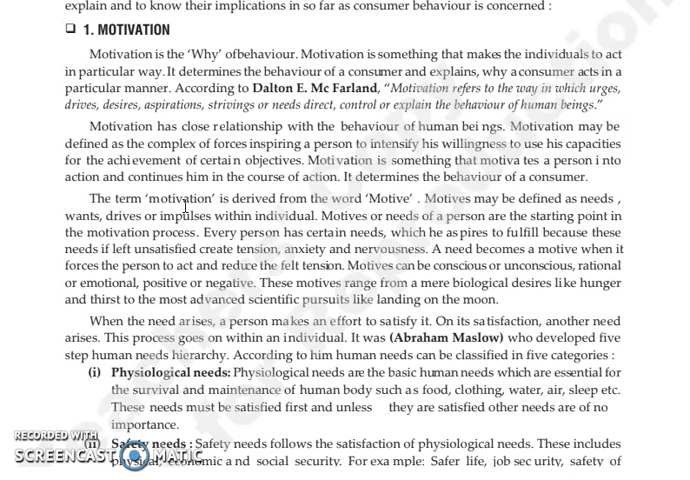 explain and to know their implications in so far as consumer behaviour is concerned :
❑ 1. MOTIVATION
Motivation is the ‘Why’ ofbehaviour. Motivation is something that makes the individuals to act
in particular way. It determines the behaviour of a consumer and explains, why a consumer acts in a
particular manner. According to Dalton E. Mc Farland, “Motivation refers to the way in which urges,
drives, desires, aspirations, strivings or needs direct, control or explain the behaviour of human beings.”
Motivation has close relationship with the behaviour of human bei ngs. Motivation may be
defined as the complex of forces inspiring a person to intensify his willingness to use his capacities
for the achievement of certain objectives. Motivation is something that motiva tes a person i nto
action and continues him in the course of action. It determines the behaviour of a consumer.
The term ‘motivation’ is derived from the word ‘Motive’ . Motives may be defined as needs ,
wants, drives or impulses within individual. Motives or needs of a person are the starting point in
the motivation process. Every person has certain needs, which he aspires to fulfill because these
needs if left unsatisfied create tension, anxiety and nervousness. A need becomes a motive when it
forces the person to act and reduce the felt tension. Motives can be conscious or unconscious, rational
or emotional, positive or negative. These motives range from a mere biological desires like hunger
and thirst to the most advanced scientific pursuits like landing on the moon.
When the need arises, a person makes an effort to satisfy it. On its satisfaction, another need
arises. This process goes on within an individual. It was (Abraham Maslow) who developed five
step human needs hierarchy. According to him human needs can be classified in five categories :
(i) Physiological needs: Physiological needs are the basic human needs which are essential for
the survival and maintenance of human body such as food, clothing, water, air, sleep etc.
These needs must be satisfied first and unless they are satisfied other needs are of no
importance.
RECORDED WITH
(ii) Safety needs : Safety needs follows the satisfaction of physiological needs. These includes
SCREENCAST MATIC
physical, economic a nd social security. For exa mple: Safer life, job sec urity, safety of